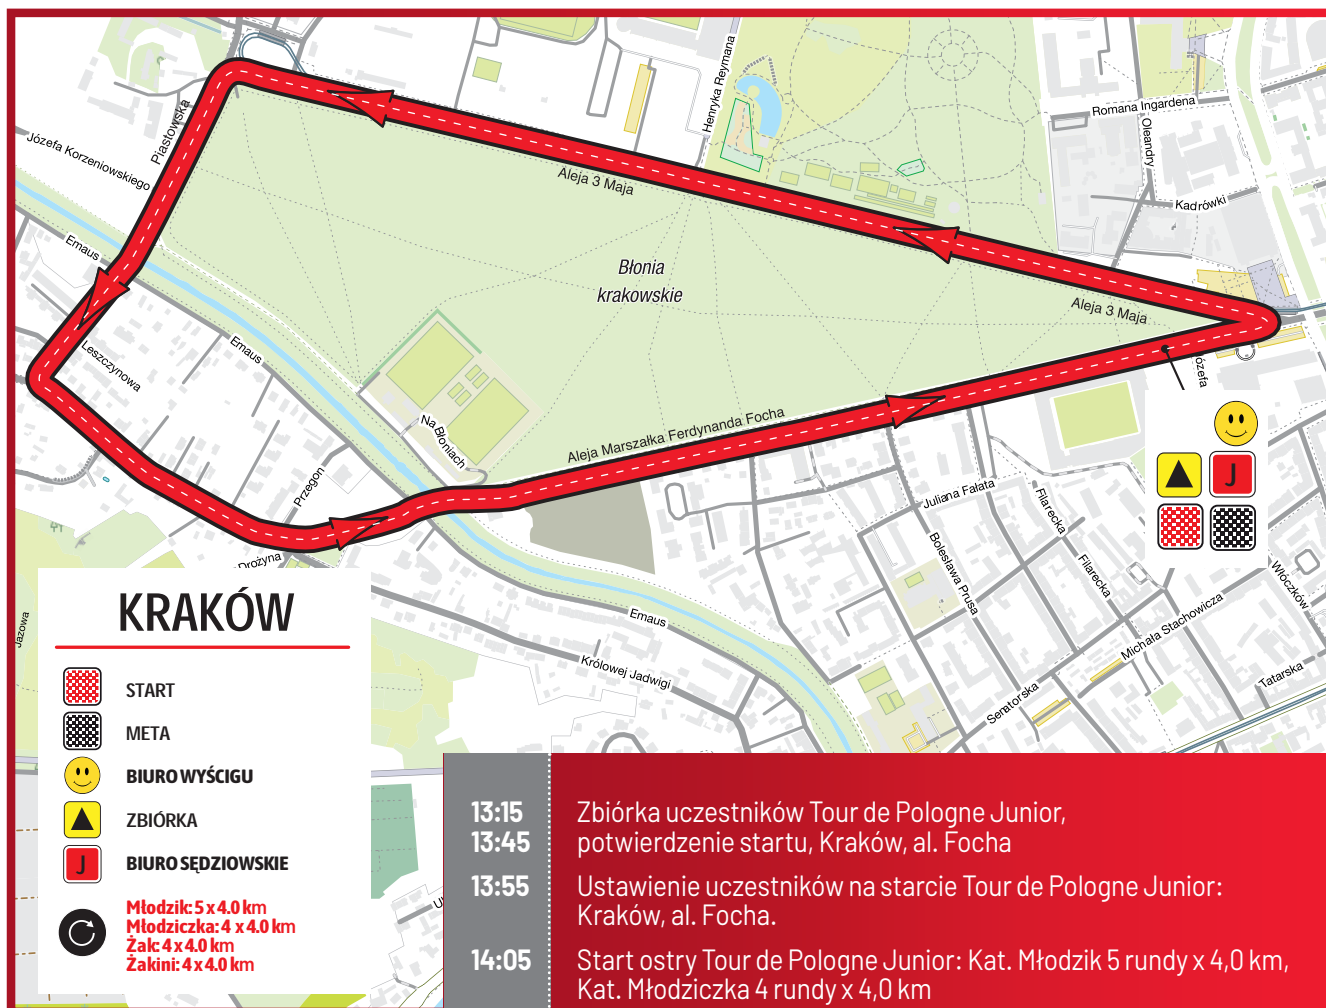 Henryka Reymana
Romana Ingardena
Oleandry
Piastowska
Józefa Korzeniowskiego
Aleja 3 Maja
Kadrówki
Emaus
Błonia
krakowskie
Aleja 3 Maja
Emaus
Leszczynowa
Józefa
Na Błoniach
Aleja Marszałka Ferdynanda Focha
Przegon
Juliana Fałata
Filarecka
J
Drożyna
Bolesława Prusa
Filarecka
Włóczków
Jazowa
Emaus
Michała Stachowicza
Królowej Jadwigi
Tatarska
Senatorska
KRAKÓW
START
META
BIURO WYŚCIGU
ZBIÓRKA
J BIURO SĘDZIOWSKIE
Młodzik: 5 x 4.0 km
Młodziczka: 4 x 4.0 km
Żak: 4 x 4.0 km
Żakini: 4 x 4.0 km
13:15 Zbiórka uczestników Tour de Pologne Junior,
13:45 potwierdzenie startu, Kraków, al. Focha
13:55 Ustawienie uczestników na starcie Tour de Pologne Junior:
Kraków, al. Focha.
14:05 Start ostry Tour de Pologne Junior: Kat. Młodzik 5 rundy x 4,0 km,
Kat. Młodziczka 4 rundy x 4,0 km